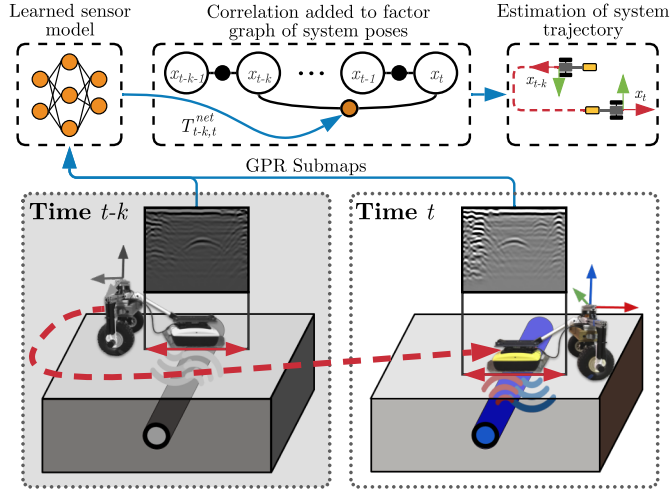 Learned sensor
model
Correlation added to factor
graph of system poses
Estimation of system
trajectory
x_{t-k-1}
x_{t-k}
...
x_{t-1}
x_t
T^{net}_{t-k,t}
x_{t-k}
x_t
GPR Submaps
Time t-k
Time t